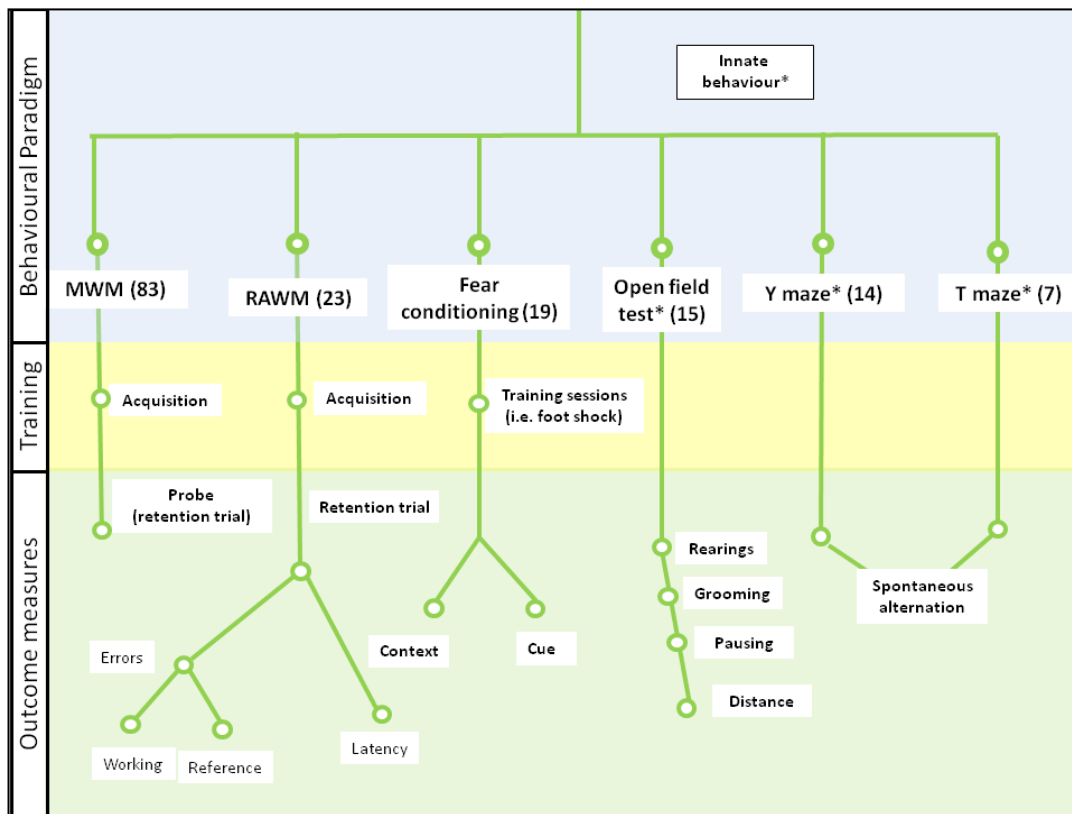 Behavioural Paradigm
Innate
behaviour*
MWM (83)
RAWM (23)
Fear
conditioning (19)
Open field
test* (15)
Y maze* (14)
T maze* (7)
Training
Acquisition
Acquisition
Training sessions
(i.e. foot shock)
Outcome measures
Probe
(retention trial)
Retention trial
Rearings
Grooming
Spontaneous
alternation
Errors
Context
Cue
Pausing
Distance
Working
Reference
Latency